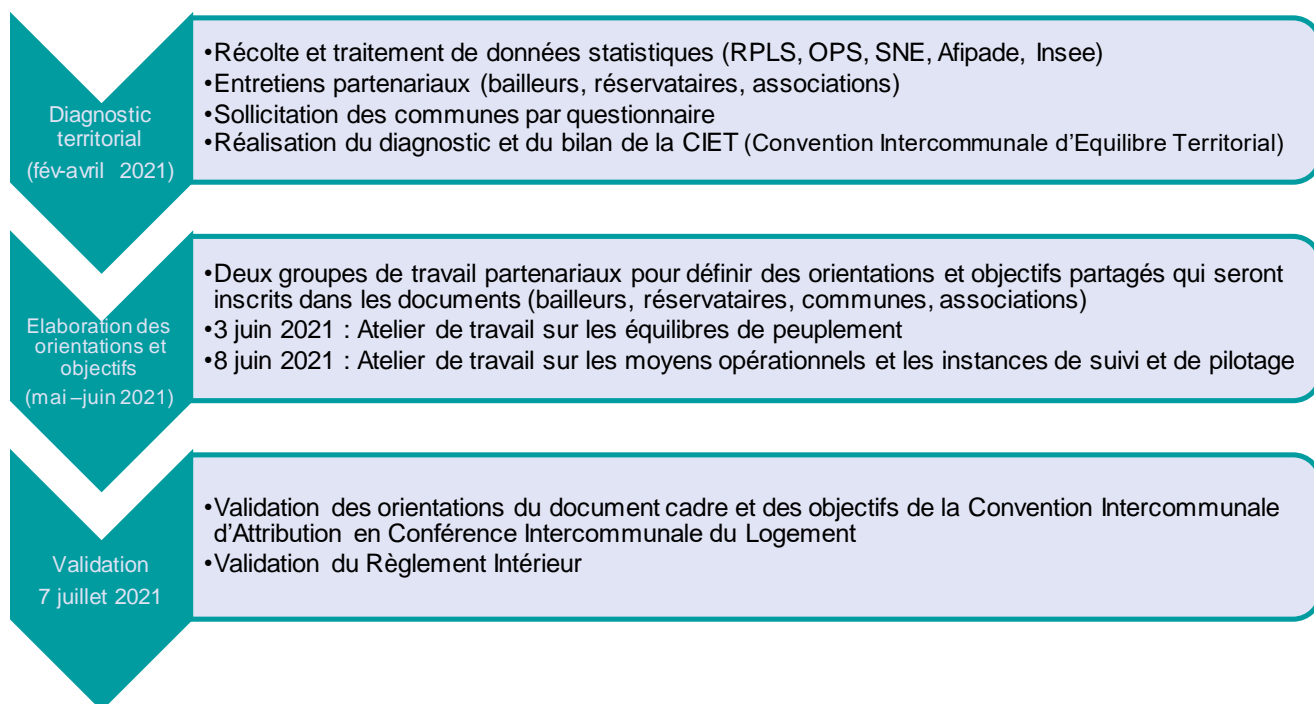 Diagnostic
territorial
(fév-avril 2021)
•Récolte et traitement de données statistiques (RPLS, OPS, SNE, Afipade, Insee)
•Entretiens partenariaux (bailleurs, réservataires, associations)
•Sollicitation des communes par questionnaire
•Réalisation du diagnostic et du bilan de la CIET (Convention Intercommunale d'Equilibre Territorial)
Elaboration des
orientations et
objectifs
(mai –juin 2021)
•Deux groupes de travail partenariaux pour définir des orientations et objectifs partagés qui seront
inscrits dans les documents (bailleurs, réservataires, communes, associations)
•3 juin 2021 : Atelier de travail sur les équilibres de peuplement
•8 juin 2021 : Atelier de travail sur les moyens opérationnels et les instances de suivi et de pilotage
Validation
7 juillet 2021
•Validation des orientations du document cadre et des objectifs de la Convention Intercommunale
d'Attribution en Conférence Intercommunale du Logement
•Validation du Règlement Intérieur